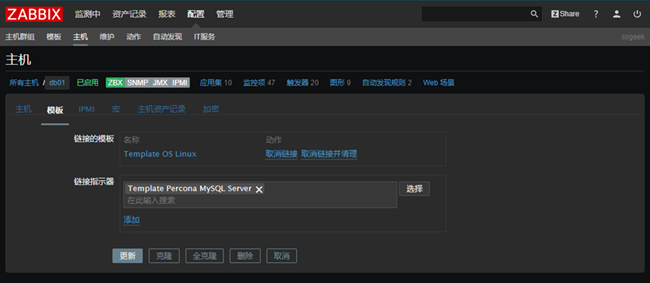 ZABBIX 监测中 资产记录 报表 配置 管理 Share ?
主机群组 模板 主机 维护 动作 自动发现 IT服务 ssgeek
主机
所有主机 / db01 已启用 ZBX SNMP JMX IPMI 应用集 10 监控项 47 触发器 20 图形 9 自动发现规则 2 Web 场景
主机 模板 IPMI 宏 主机资产记录 加密
链接的模板 名称 动作
Template OS Linux 取消链接 取消链接并清理
链接指示器 Template Percona MySQL Server 选择
在此输入搜索
添加
更新 克隆 全克隆 删除 取消